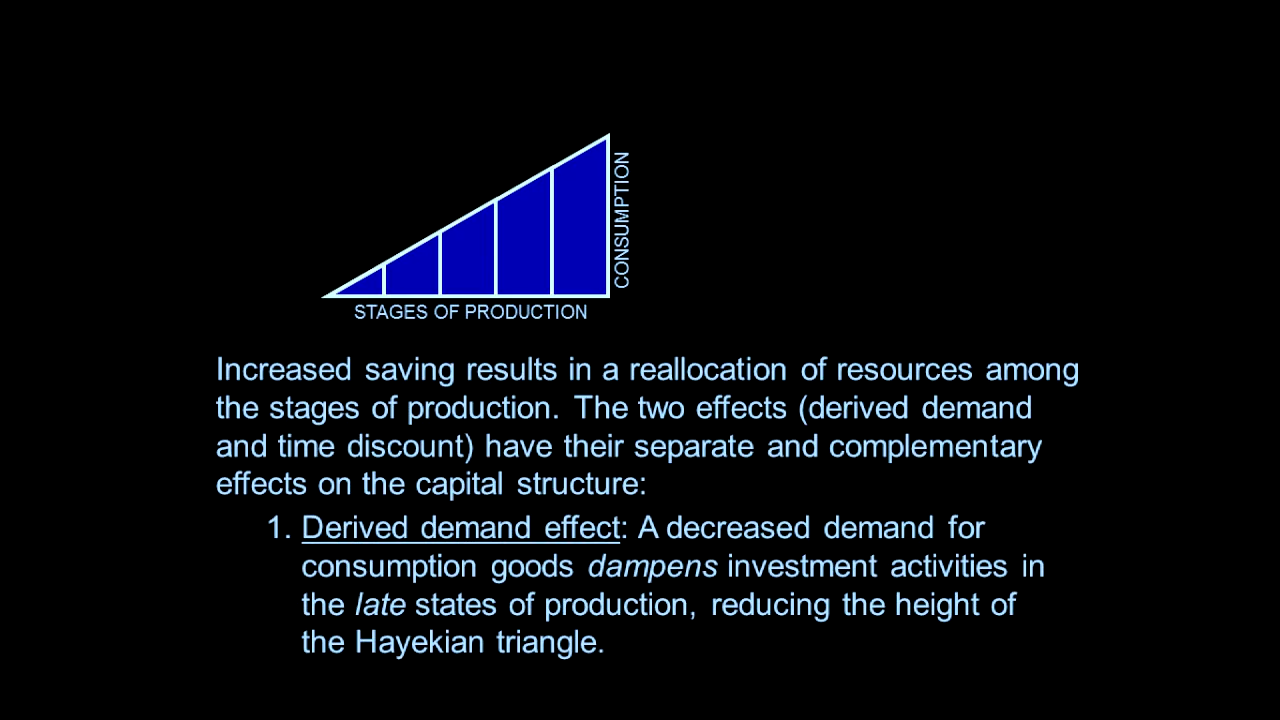 CONSUMPTION
STAGES OF PRODUCTION
Increased saving results in a reallocation of resources among
the stages of production. The two effects (derived demand
and time discount) have their separate and complementary
effects on the capital structure:
1. Derived demand effect: A decreased demand for
consumption goods dampens investment activities in
the late states of production, reducing the height of
the Hayekian triangle.